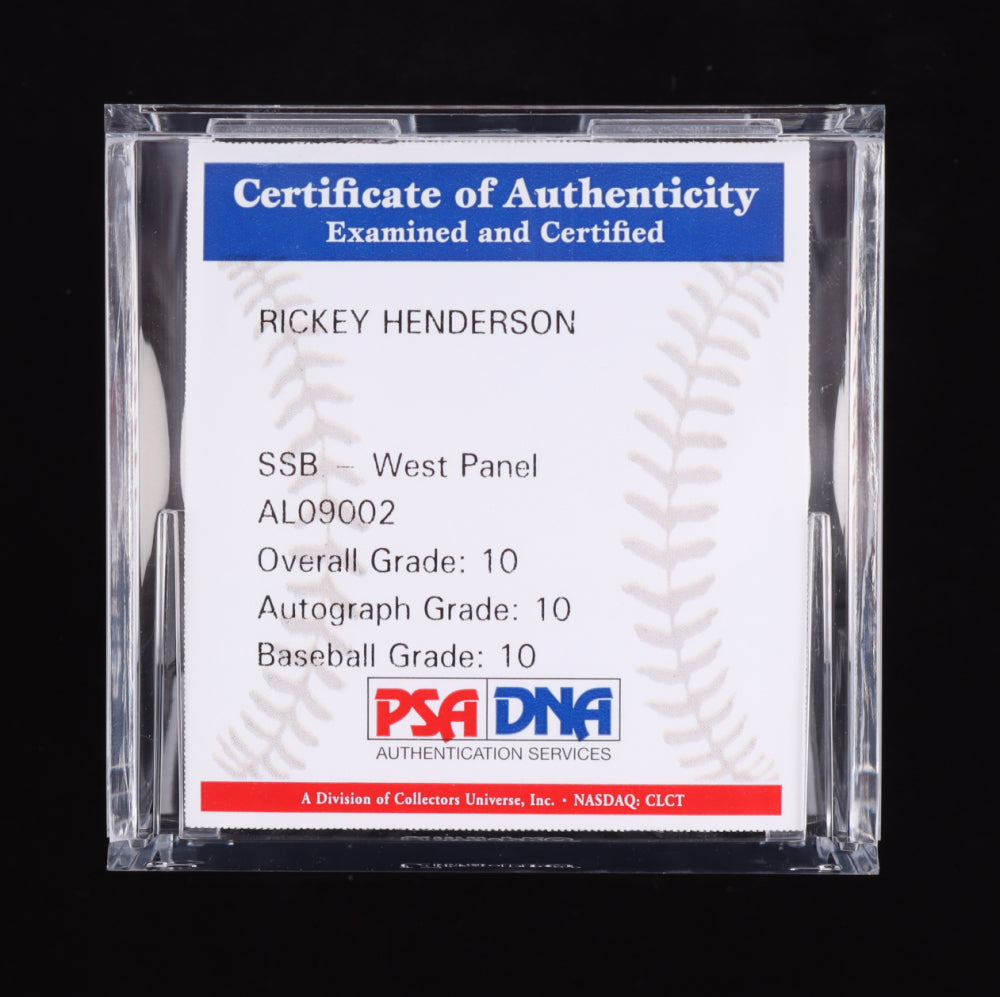 Certificate of Authenticity
Examined and Certified
RICKEY HENDERSON
SSB - West Panel
AL09002
Overall Grade: 10
Autograph Grade: 10
Baseball Grade: 10
PSA DNA
AUTHENTICATION SERVICES
A Division of Collectors Universe, Inc. · NASDAQ: CLCT